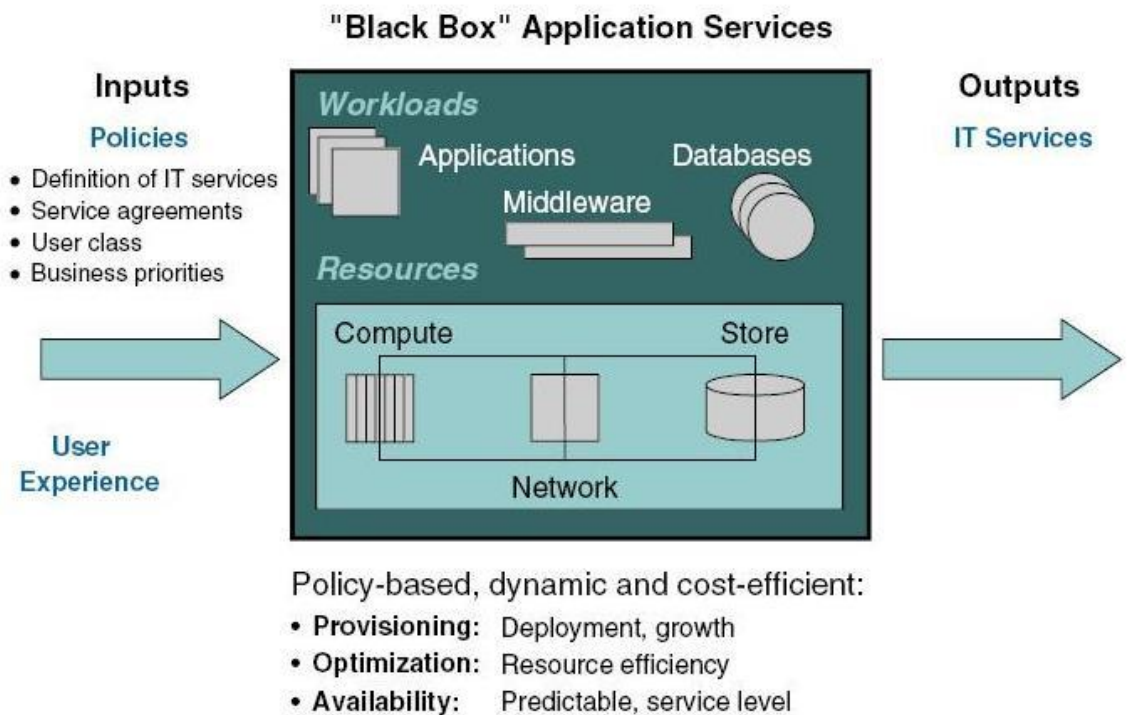 "Black Box" Application Services
Inputs
Policies
• Definition of IT services
• Service agreements
• User class
• Business priorities
User
Experience
Workloads
Applications
Databases
Middleware
Resources
Compute
Store
Network
Outputs
IT Services
Policy-based, dynamic and cost-efficient:
• Provisioning: Deployment, growth
• Optimization: Resource efficiency
• Availability: Predictable, service level